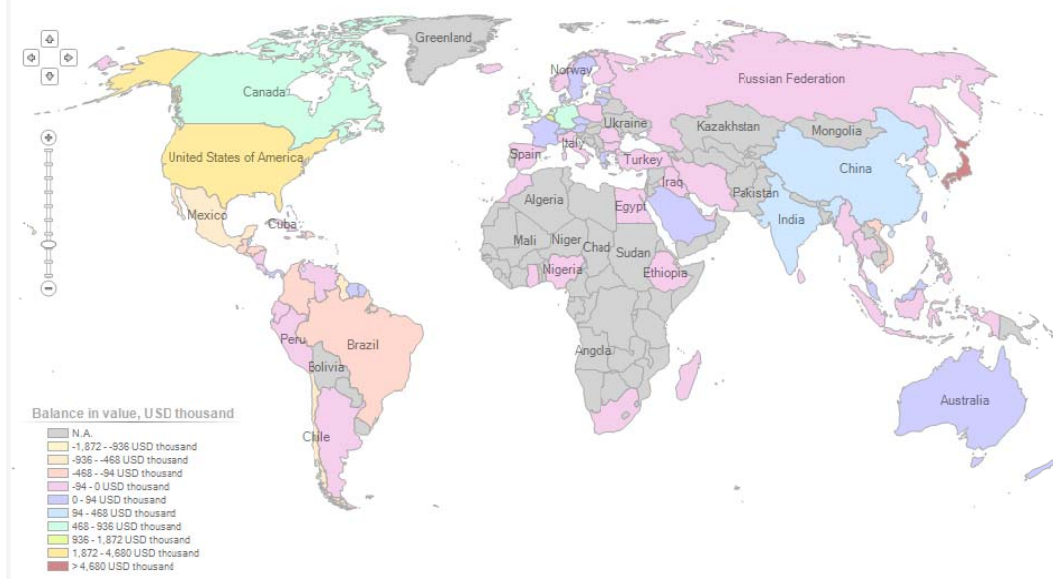 Greenland
Norway
Russian Federation
Canada
Ukraine
Kazakhstan
Mongolia
United States of America
Spain
Italy
Turkey
China
Iraq
Pakistan
Mexico
Cuba
Algeria
Egypt
India
Mali
Niger
Chad
Sudan
Nigeria
Ethiopia
Peru
Brazil
Angola
Bolivia
Australia
Chile
Balance in value, USD thousand
N.A.
-1,872 - -936 USD thousand
-936 - -468 USD thousand
-468 - -94 USD thousand
-94 - 0 USD thousand
0 - 94 USD thousand
94 - 468 USD thousand
468 - 936 USD thousand
936 - 1,872 USD thousand
1,872 - 4,680 USD thousand
> 4,680 USD thousand